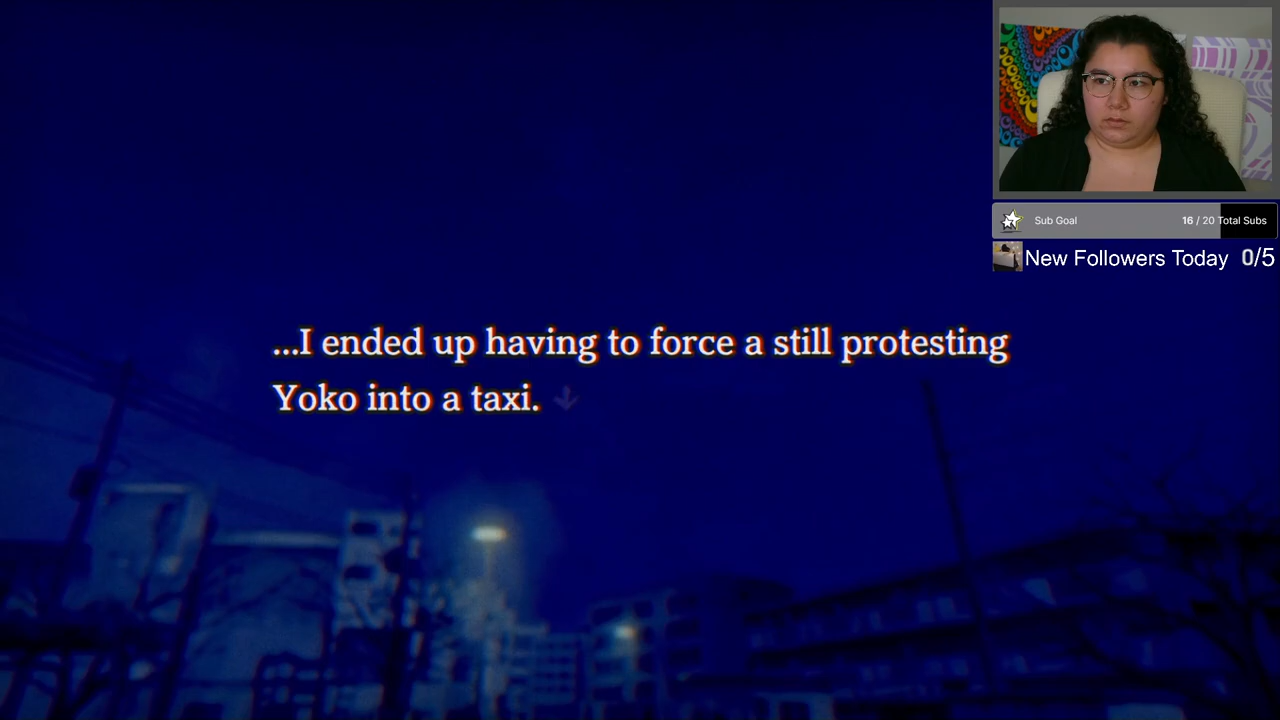 Sub Goal 16 / 20 Total Subs
New Followers Today 0/5
...I ended up having to force a still protesting
Yoko into a taxi.